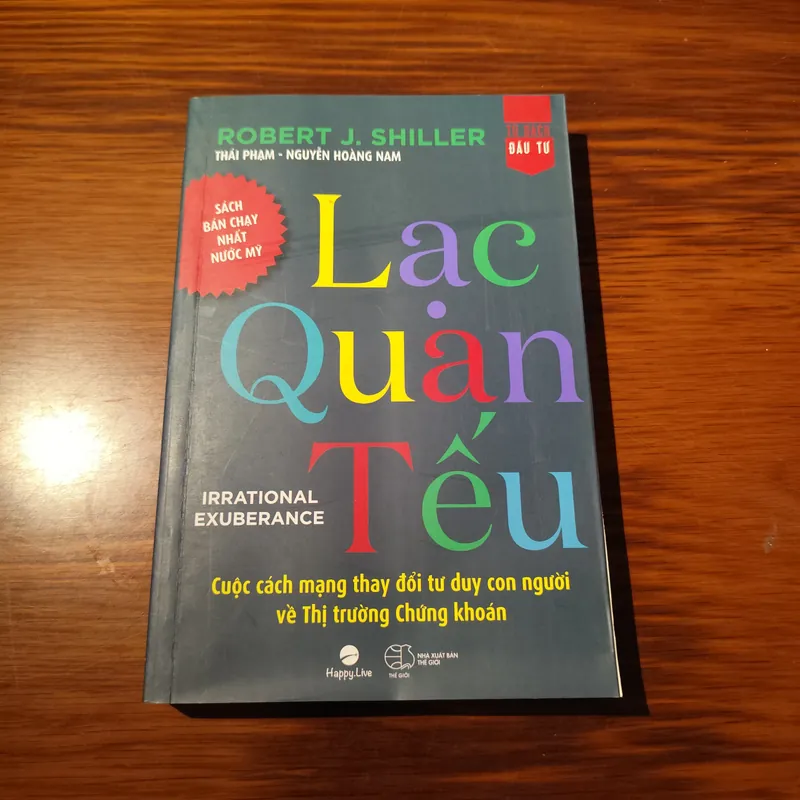 ROBERT J. SHILLER
THÁI PHẠM - NGUYỄN HOÀNG NAM
TỦ SÁCH
ĐẦU TƯ
SÁCH
BÁN CHẠY
NHẤT
NƯỚC MỸ
Lạc
Quan
Tếu
IRRATIONAL
EXUBERANCE
Cuộc cách mạng thay đổi tư duy con người
về Thị trường Chứng khoán
Happy.Live
THẾ GIỚI
NHÀ XUẤT BẢN
THẾ GIỚI